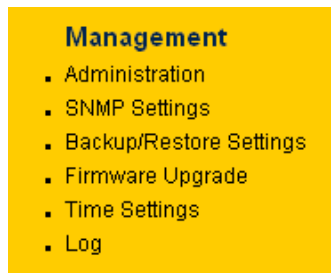 Management
Administration
SNMP Settings
Backup/Restore Settings
Firmware Upgrade
Time Settings
Log